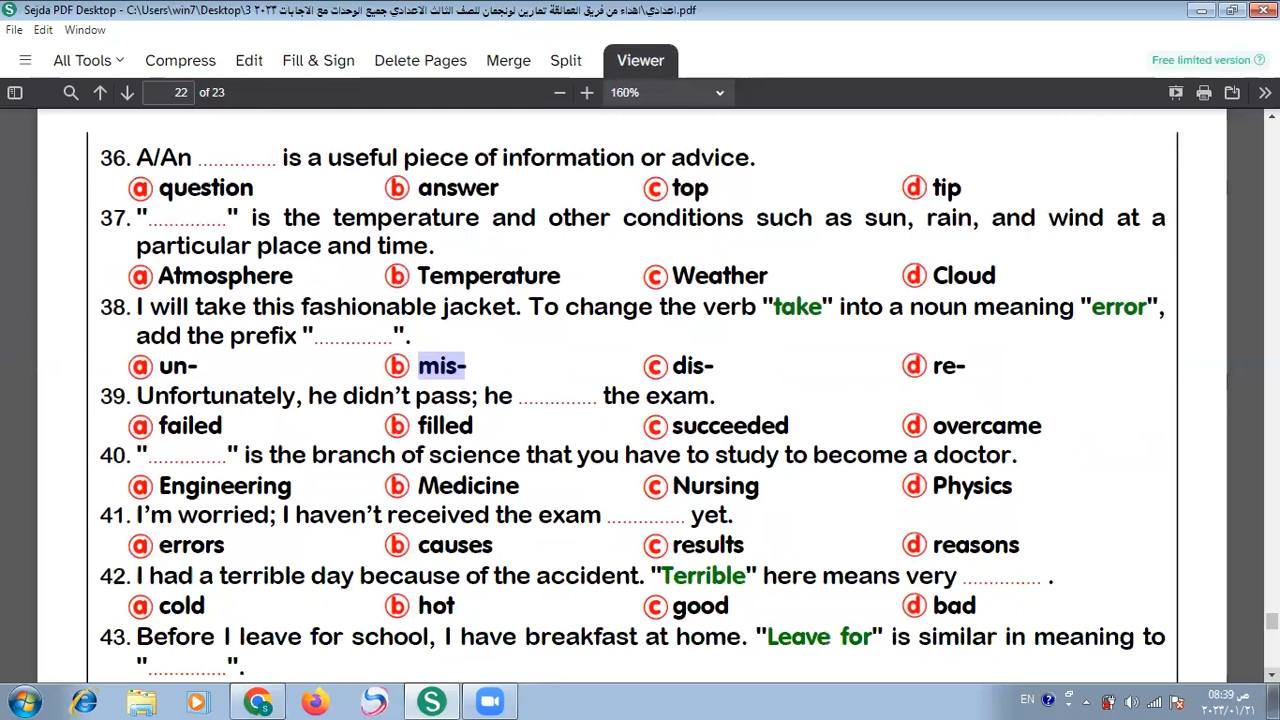 Sejda PDF Desktop - C:\Users\win7\Desktop\3 اعدادي\اهداء من فريق العمالقة تمارين لونجمان للصف الثالث الاعدادي جميع الوحدات مع الاجابات ٢٠٢٣.pdf
File Edit Window
All Tools Compress Edit Fill & Sign Delete Pages Merge Split Viewer Free limited version
22 of 23 160%
36. A/An .............. is a useful piece of information or advice.
a question b answer c top d tip
37. ".............." is the temperature and other conditions such as sun, rain, and wind at a
particular place and time.
a Atmosphere b Temperature c Weather d Cloud
38. I will take this fashionable jacket. To change the verb "take" into a noun meaning "error",
add the prefix "..............".
a un- b mis- c dis- d re-
39. Unfortunately, he didn't pass; he .............. the exam.
a failed b filled c succeeded d overcame
40. ".............." is the branch of science that you have to study to become a doctor.
a Engineering b Medicine c Nursing d Physics
41. I'm worried; I haven't received the exam .............. yet.
a errors b causes c results d reasons
42. I had a terrible day because of the accident. "Terrible" here means very .............. .
a cold b hot c good d bad
43. Before I leave for school, I have breakfast at home. "Leave for" is similar in meaning to
"..............".
EN 08:39 ص
٢٠٢٣/٠١/٢١